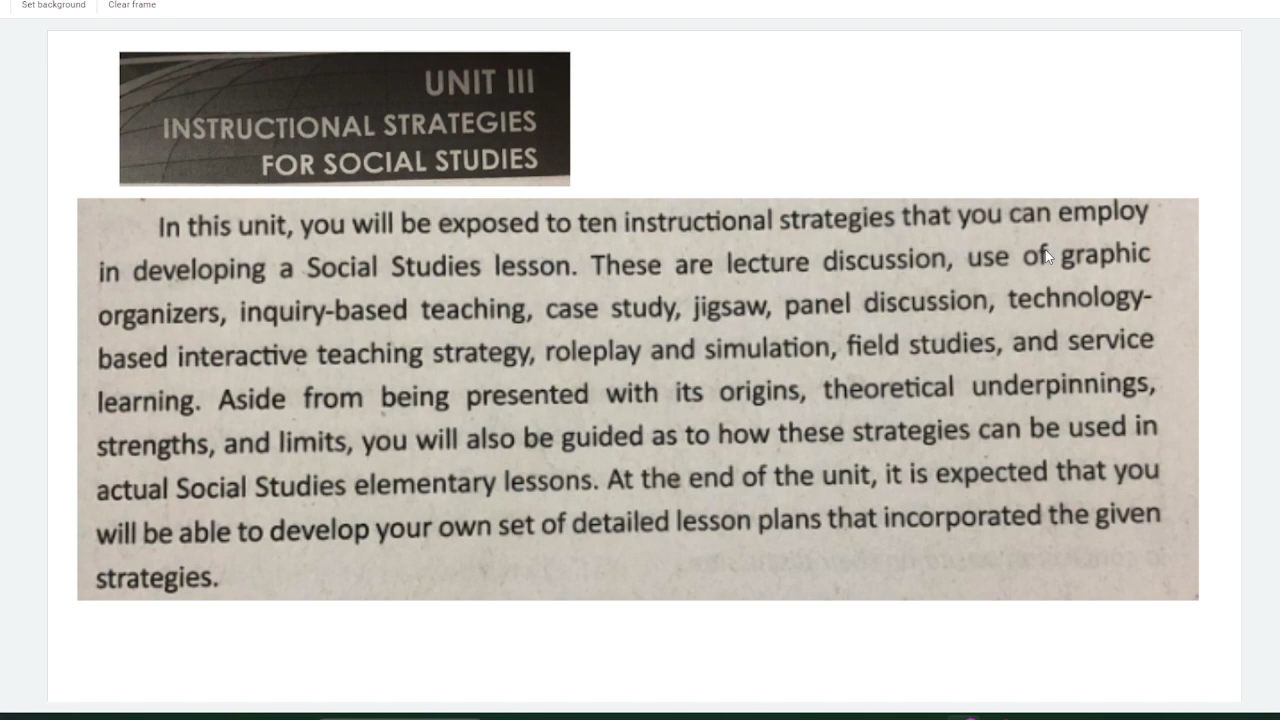 Set background Clear frame
UNIT III
INSTRUCTIONAL STRATEGIES
FOR SOCIAL STUDIES
In this unit, you will be exposed to ten instructional strategies that you can employ
in developing a Social Studies lesson. These are lecture discussion, use of graphic
organizers, inquiry-based teaching, case study, jigsaw, panel discussion, technology-
based interactive teaching strategy, roleplay and simulation, field studies, and service
learning. Aside from being presented with its origins, theoretical underpinnings,
strengths, and limits, you will also be guided as to how these strategies can be used in
actual Social Studies elementary lessons. At the end of the unit, it is expected that you
will be able to develop your own set of detailed lesson plans that incorporated the given
strategies.